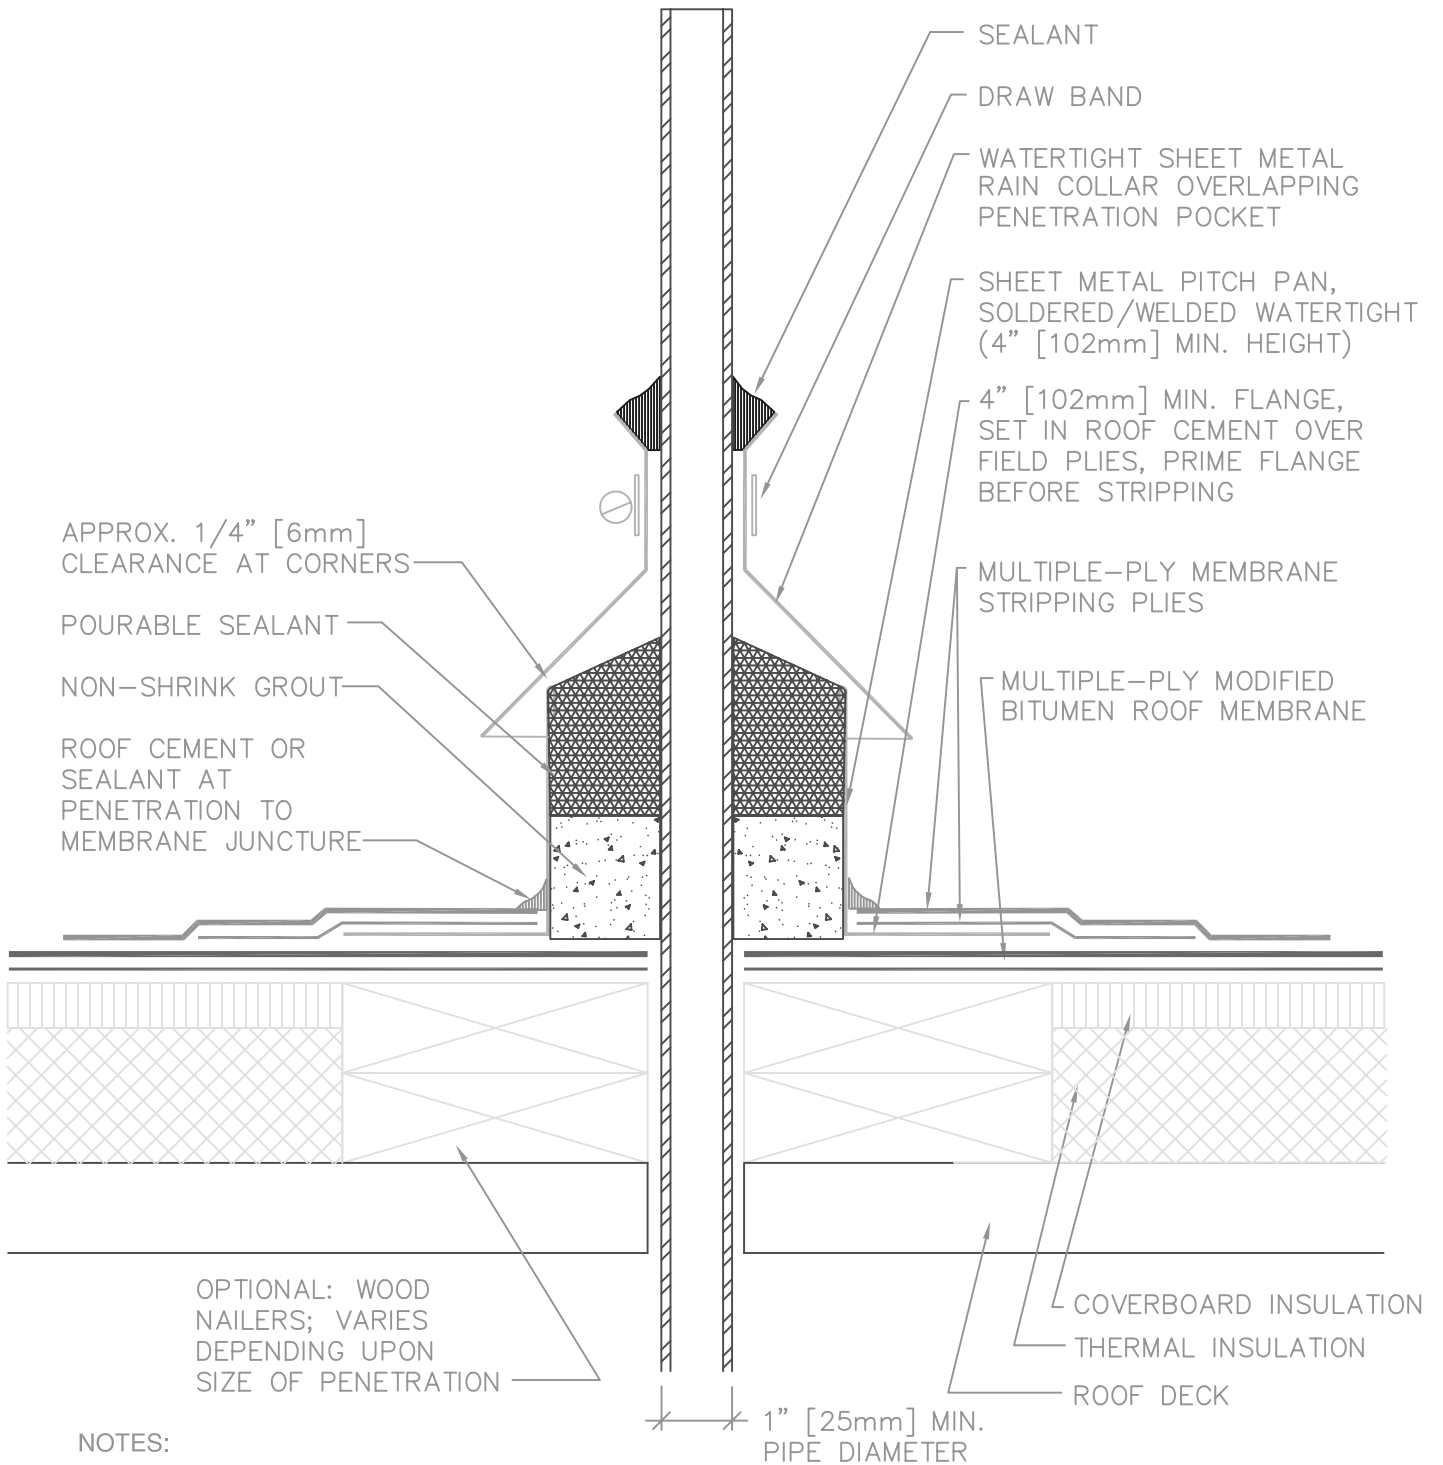 SEALANT
DRAW BAND
WATERTIGHT SHEET METAL
RAIN COLLAR OVERLAPPING
PENETRATION POCKET
SHEET METAL PITCH PAN,
SOLDERED/WELDED WATERTIGHT
(4” [102mm] MIN. HEIGHT)
4” [102mm] MIN. FLANGE,
SET IN ROOF CEMENT OVER
FIELD PLIES, PRIME FLANGE
BEFORE STRIPPING
MULTIPLE-PLY MEMBRANE
STRIPPING PLIES
MULTIPLE-PLY MODIFIED
BITUMEN ROOF MEMBRANE
APPROX. 1/4” [6mm]
CLEARANCE AT CORNERS
POURABLE SEALANT
NON-SHRINK GROUT
ROOF CEMENT OR
SEALANT AT
PENETRATION TO
MEMBRANE JUNCTURE
OPTIONAL: WOOD
NAILERS; VARIES
DEPENDING UPON
SIZE OF PENETRATION
COVERBOARD INSULATION
THERMAL INSULATION
ROOF DECK
1” [25mm] MIN.
PIPE DIAMETER
NOTES: